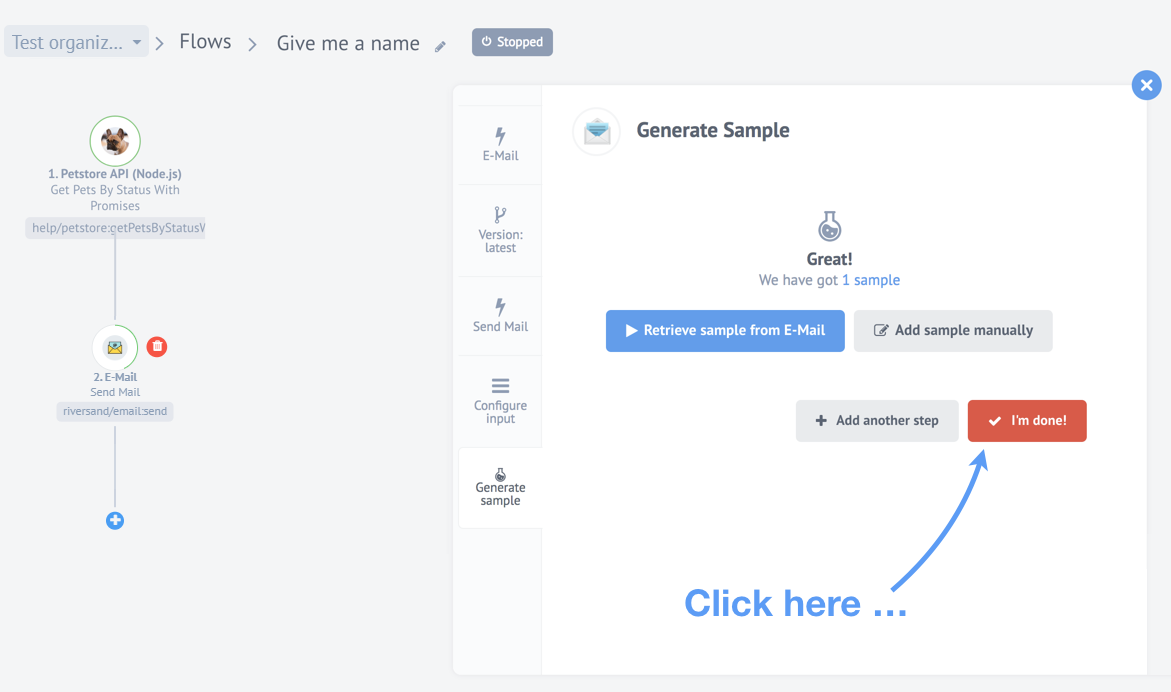 Test organiz...
Flows
Give me a name
Stopped
1. Petstore API (Node.js)
Get Pets By Status With
Promises
help/petstore:getPetsByStatusW
2. E-Mail
Send Mail
riversand/email:send
E-Mail
Version:
latest
Send Mail
Configure
input
Generate
sample
Generate Sample
Great!
We have got 1 sample
Retrieve sample from E-Mail
Add sample manually
Add another step
I'm done!
Click here ...